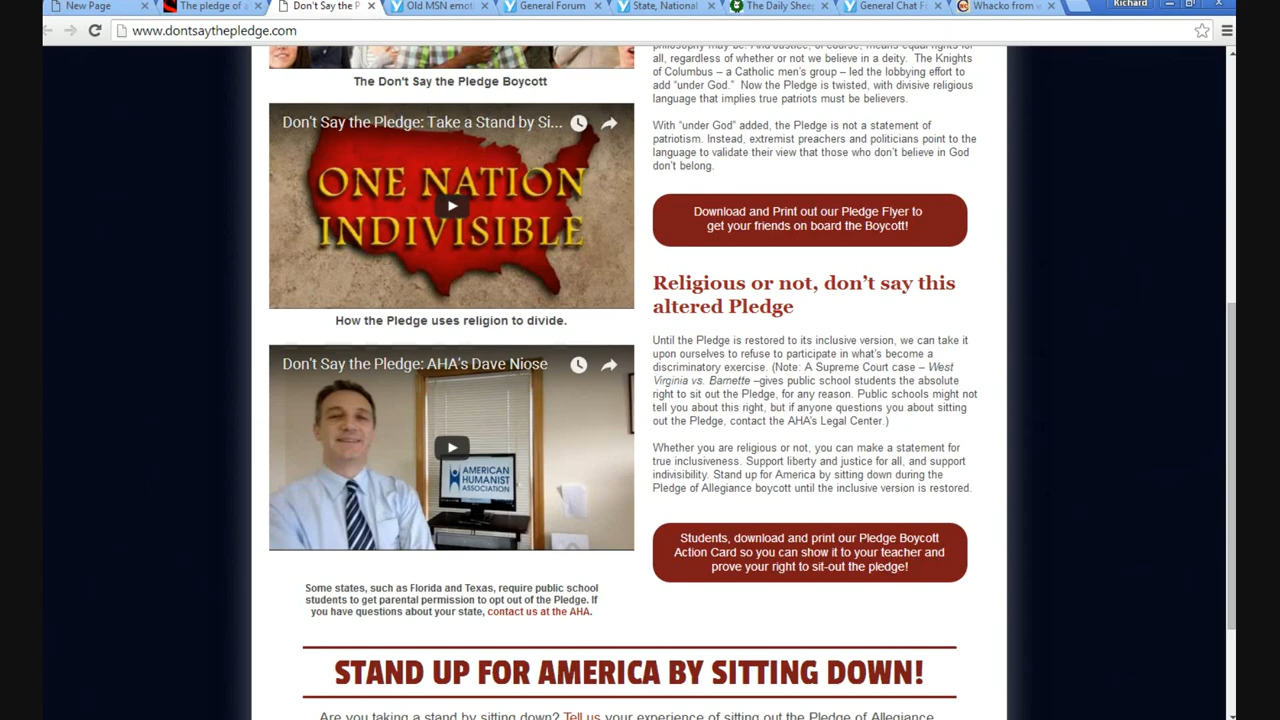 New Page
The pledge of a
Don't Say the P
Old MSN emoti
General Forum
State, National
The Daily Sheep
General Chat F
Whacko from w
Richard
www.dontsaythepledge.com
The Don't Say the Pledge Boycott
Don't Say the Pledge: Take a Stand by Si...
ONE NATION
INDIVISIBLE
How the Pledge uses religion to divide.
Don't Say the Pledge: AHA's Dave Niose
AMERICAN
HUMANIST
ASSOCIATION
Some states, such as Florida and Texas, require public school
students to get parental permission to opt out of the Pledge. If
you have questions about your state, contact us at the AHA.
philosophy may be. And Justice, of course, means equal rights for
all, regardless of whether or not we believe in a deity. The Knights
of Columbus – a Catholic men's group – led the lobbying effort to
add “under God.” Now the Pledge is twisted, with divisive religious
language that implies true patriots must be believers.
With “under God” added, the Pledge is not a statement of
patriotism. Instead, extremist preachers and politicians point to the
language to validate their view that those who don’t believe in God
don’t belong.
Download and Print out our Pledge Flyer to
get your friends on board the Boycott!
Religious or not, don’t say this
altered Pledge
Until the Pledge is restored to its inclusive version, we can take it
upon ourselves to refuse to participate in what’s become a
discriminatory exercise. (Note: A Supreme Court case – West
Virginia vs. Barnette –gives public school students the absolute
right to sit out the Pledge, for any reason. Public schools might not
tell you about this right, but if anyone questions you about sitting
out the Pledge, contact the AHA’s Legal Center.)
Whether you are religious or not, you can make a statement for
true inclusiveness. Support liberty and justice for all, and support
indivisibility. Stand up for America by sitting down during the
Pledge of Allegiance boycott until the inclusive version is restored.
Students, download and print our Pledge Boycott
Action Card so you can show it to your teacher and
prove your right to sit-out the pledge!
STAND UP FOR AMERICA BY SITTING DOWN!
Are you taking a stand by sitting down? Tell us your experience of sitting out the Pledge of Allegiance